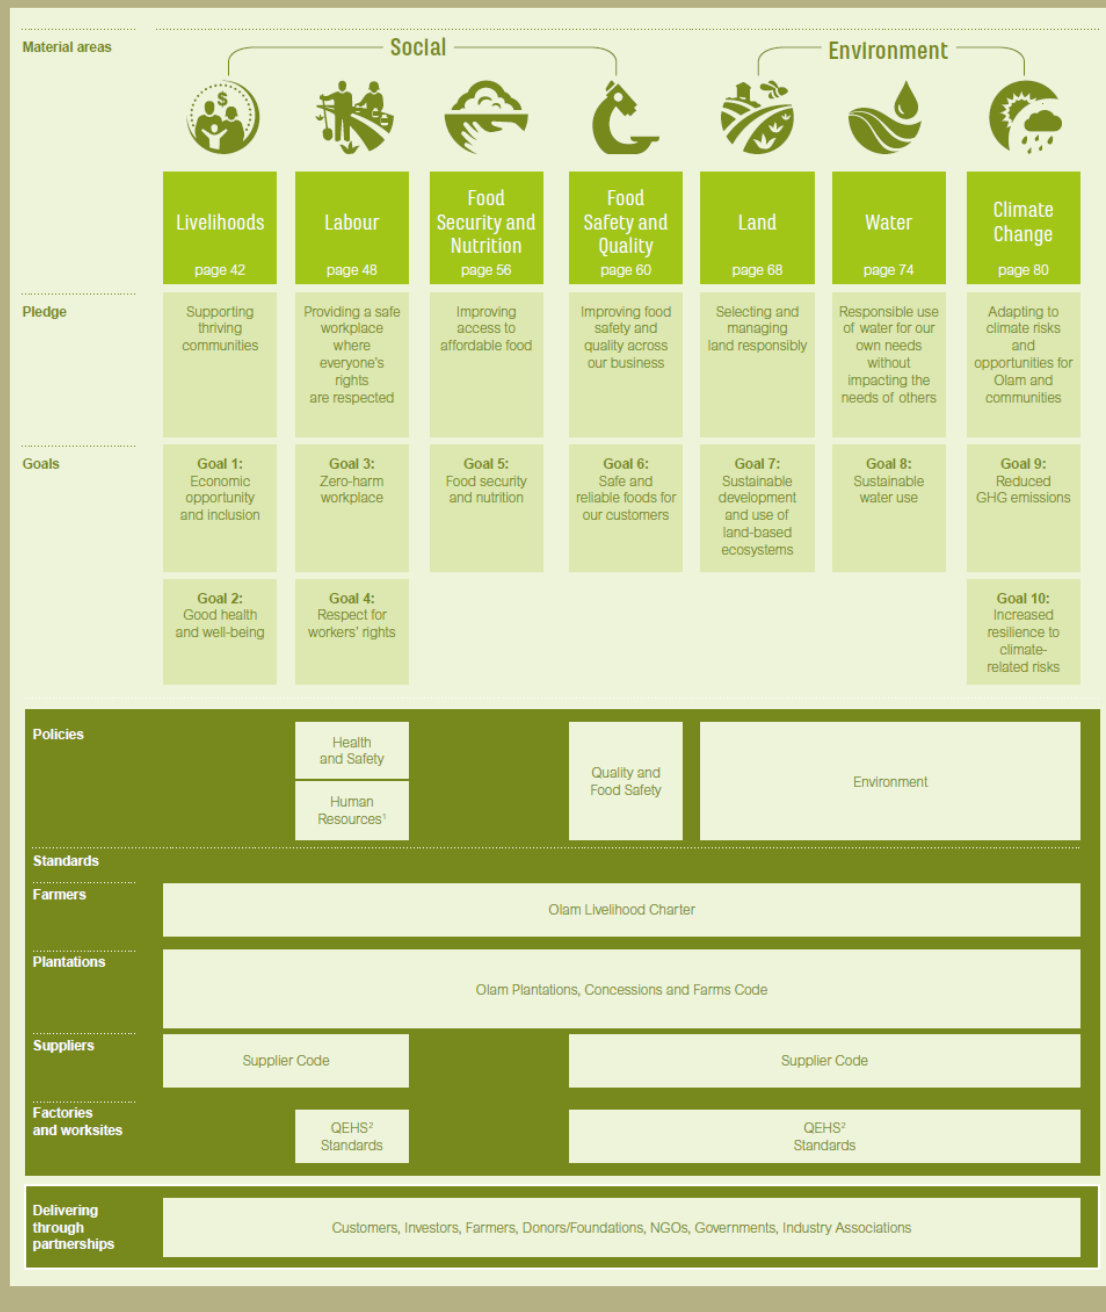 Material areas
Social
Environment
$
Livelihoods
page 42
Labour
page 48
Food
Security and
Nutrition
page 56
Food
Safety and
Quality
page 60
Land
page 68
Water
page 74
Climate
Change
page 80
Pledge
Supporting
thriving
communities
Providing a safe
workplace
where
everyone's
rights
are respected
Improving
access to
affordable food
Improving food
safety and
quality across
our business
Selecting and
managing
land responsibly
Responsible use
of water for our
own needs
without
impacting the
needs of others
Adapting to
climate risks
and
opportunities for
Olam and
communities
Goals
Goal 1:
Economic
opportunity
and inclusion
Goal 3:
Zero-harm
workplace
Goal 5:
Food security
and nutrition
Goal 6:
Safe and
reliable foods for
our customers
Goal 7:
Sustainable
development
and use of
land-based
ecosystems
Goal 8:
Sustainable
water use
Goal 9:
Reduced
GHG emissions
Goal 2:
Good health
and well-being
Goal 4:
Respect for
workers' rights
Goal 10:
Increased
resilience to
climate-
related risks
Policies
Health
and Safety
Human
Resources¹
Quality and
Food Safety
Environment
Standards
Farmers
Olam Livelihood Charter
Plantations
Olam Plantations, Concessions and Farms Code
Suppliers
Supplier Code
Supplier Code
Factories
and worksites
QEHS²
Standards
QEHS²
Standards
Delivering
through
partnerships
Customers, Investors, Farmers, Donors/Foundations, NGOs, Governments, Industry Associations